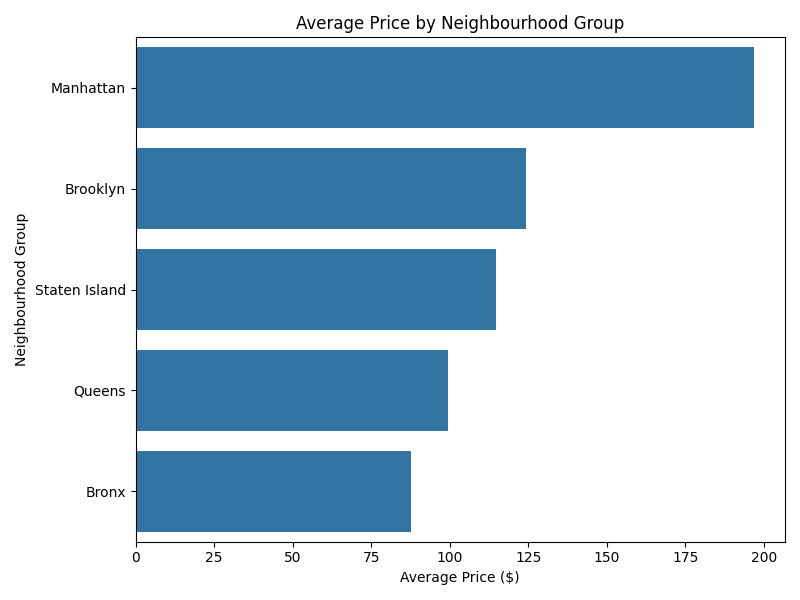 Average Price by Neighbourhood Group
Neighbourhood Group
Manhattan
Brooklyn
Staten Island
Queens
Bronx
0 25 50 75 100 125 150 175 200
Average Price ($)